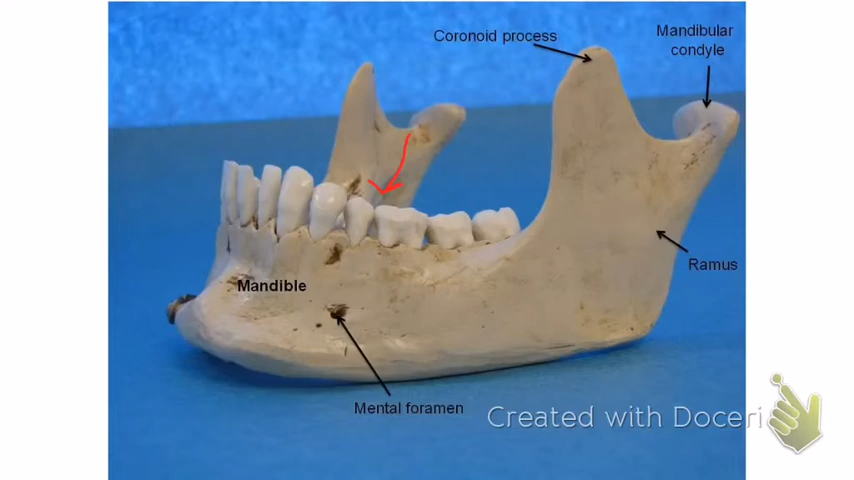 Coronoid process
Mandibular
condyle
Ramus
Mandible
Mental foramen
Created with Doceri